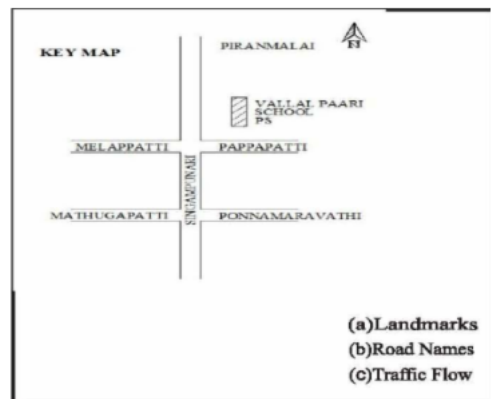 PIRANMALAI
N
KEY MAP
VALLAL PAARI
SCHOOL
PS
MELAPPATTI
PAPPAPATTI
SINGAMPUNARI
MATHUGAPATTI
PONNAMARAVATHI
(a)Landmarks
(b)Road Names
(c)Traffic Flow